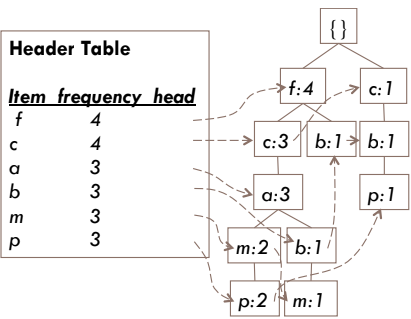 {}
Header Table
Item frequency head
f 4
c 4
a 3
b 3
m 3
p 3
f:4 c:1
c:3 b:1 b:1
a:3 p:1
m:2 b:1
p:2 m:1